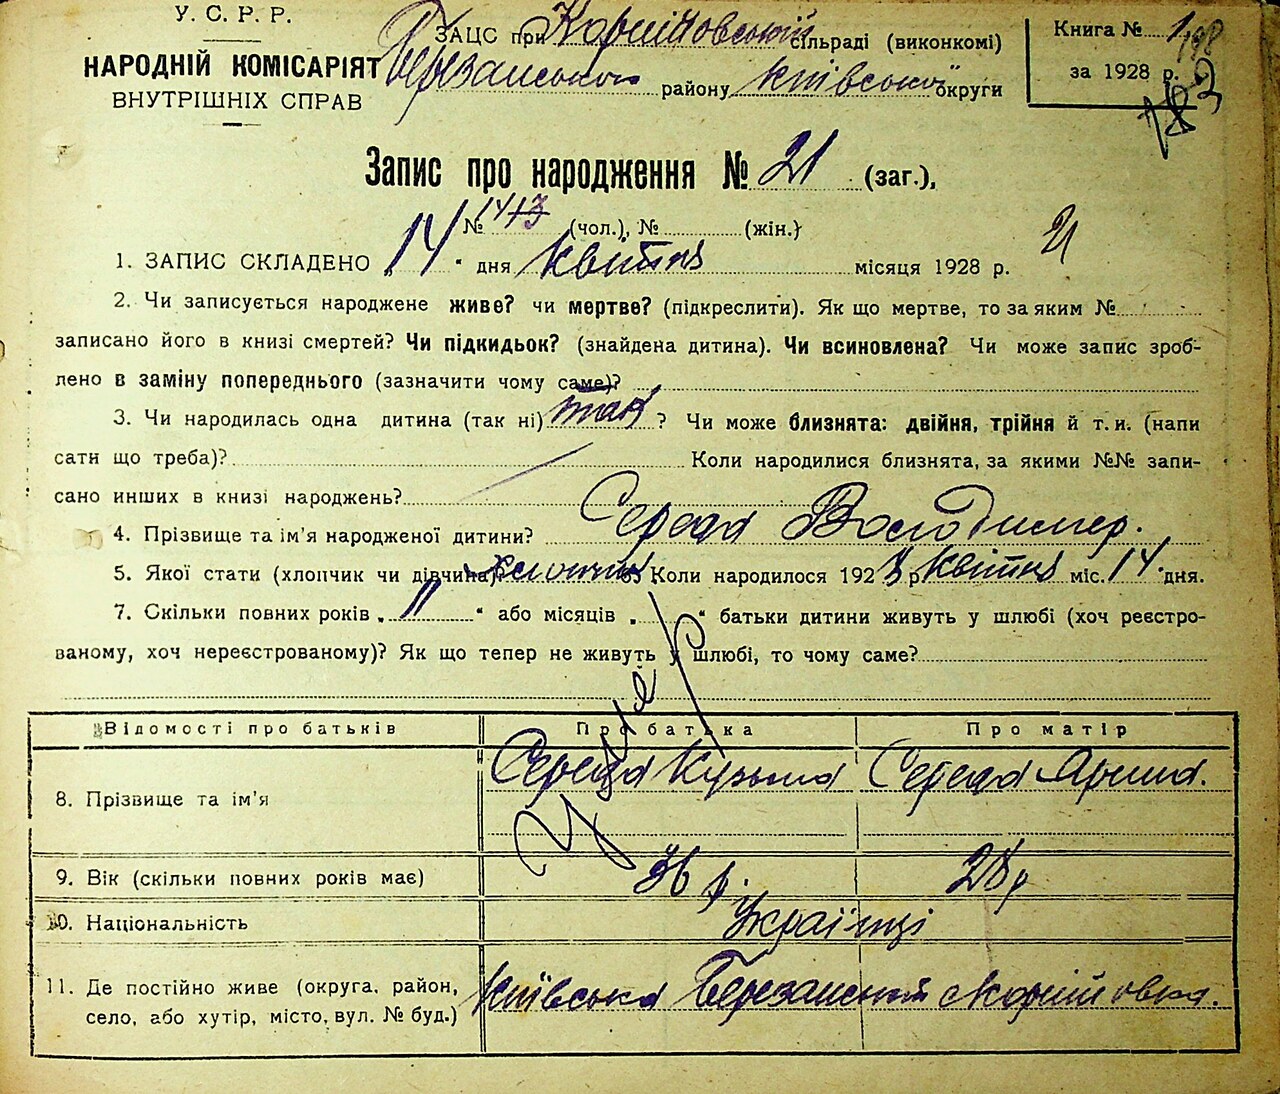 У. С. Р. Р.
НАРОДНІЙ КОМІСАРІЯТ
ВНУТРІШНІХ СПРАВ
ЗАЦС при сільраді (виконкомі)
Березанського району Київської округи
Книга № 1
за 1928 р.
Запис про народження № 21 (заг.),
№ 14 (чол.), № (жін.)
21
1. ЗАПИС СКЛАДЕНО „14“ дня Квітня місяця 1928 р.
2. Чи записується народжене живе? чи мертве? (підкреслити). Як що мертве, то за яким №
записано його в книзі смертей? Чи підкидьок? (знайдена дитина). Чи всиновлена? Чи може запис зроб-
лено в заміну попереднього (зазначити чому саме)?
3. Чи народилась одна дитина (так ні) так ? Чи може близнята: двійня, трійня й т. и. (напи
сати що треба)? Коли народилися близнята, за якими №№ запи-
сано инших в книзі народжень?
4. Прізвище та ім'я народженої дитини? Середа Володимер.
5. Якої стати (хлопчик чи дівчина)? хлопчик 6. Коли народилося 192 р. Квітня міс. 14. дня.
7. Скільки повних років „ 11 “ або місяців „ “ батьки дитини живуть у шлюбі (хоч реєстро-
ваному, хоч нереєстрованому)? Як що тепер не живуть у шлюбі, то чому саме?
Умер
Відомості про батьків Про батька Про матір
8. Прізвище та ім'я Середа Кузьма Середа Ярина.
9. Вік (скільки повних років має) 36 р. 28 р
10. Національність Українці
11. Де постійно живе (округа, район, Київська Березанський
село, або хутір, місто, вул. № буд.)